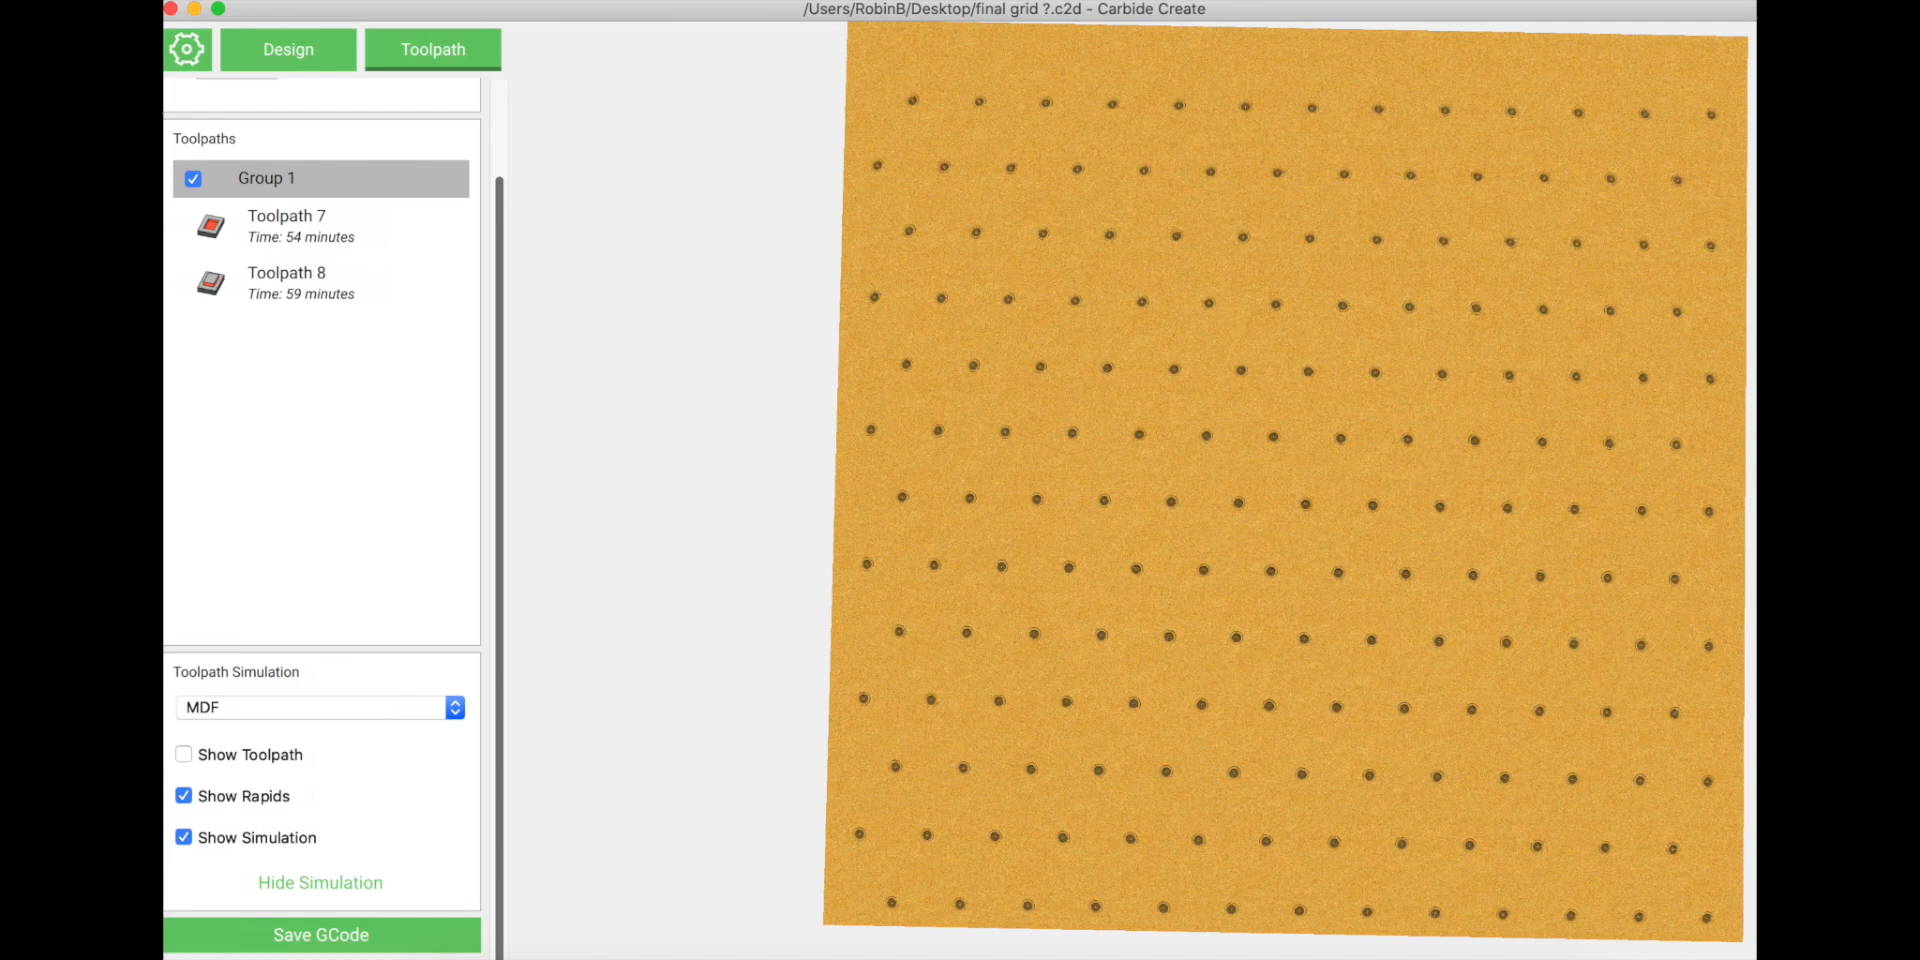 /Users/RobinB/Desktop/final grid ?.c2d - Carbide Create
Design
Toolpath
Toolpaths
Group 1
Toolpath 7
Time: 54 minutes
Toolpath 8
Time: 59 minutes
Toolpath Simulation
MDF
Show Toolpath
Show Rapids
Show Simulation
Hide Simulation
Save GCode